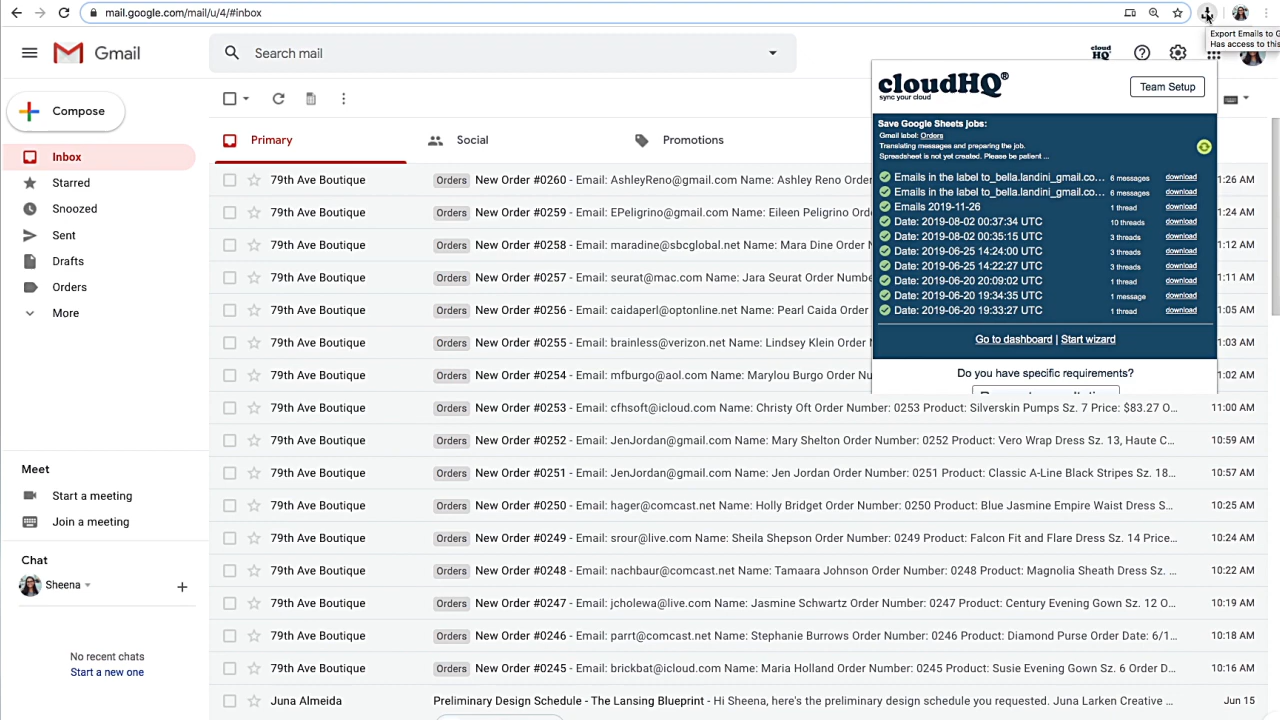 mail.google.com/mail/u/4/#inbox
Export Emails to G
Has access to this
Gmail
Search mail
cloud
HQ
Compose
cloudHQ®
sync your cloud
Team Setup
Save Google Sheets jobs:
Gmail label: Orders
Translating messages and preparing the job.
Spreadsheet is not yet created. Please be patient ...
Emails in the label to_bella.landini_gmail.co... 6 messages download
Emails in the label to_bella.landini_gmail.co... 6 messages download
Emails 2019-11-26 1 thread download
Date: 2019-08-02 00:37:34 UTC 10 threads download
Date: 2019-08-02 00:35:15 UTC 3 threads download
Date: 2019-06-25 14:24:00 UTC 3 threads download
Date: 2019-06-25 14:22:27 UTC 3 threads download
Date: 2019-06-20 20:09:02 UTC 1 thread download
Date: 2019-06-20 19:34:35 UTC 1 message download
Date: 2019-06-20 19:33:27 UTC 1 thread download
Go to dashboard | Start wizard
Do you have specific requirements?
Inbox
Starred
Snoozed
Sent
Drafts
Orders
More
Meet
Start a meeting
Join a meeting
Chat
Sheena
No recent chats
Start a new one
Primary
Social
Promotions
79th Ave Boutique Orders New Order #0260 - Email: AshleyReno@gmail.com Name: Ashley Reno Order 1:26 AM
79th Ave Boutique Orders New Order #0259 - Email: EPeligrino@gmail.com Name: Eileen Peligrino Order 1:24 AM
79th Ave Boutique Orders New Order #0258 - Email: maradine@sbcglobal.net Name: Mara Dine Order 1:12 AM
79th Ave Boutique Orders New Order #0257 - Email: seurat@mac.com Name: Jara Seurat Order Number 1:11 AM
79th Ave Boutique Orders New Order #0256 - Email: caidaperl@optonline.net Name: Pearl Caida Order 1:05 AM
79th Ave Boutique Orders New Order #0255 - Email: brainless@verizon.net Name: Lindsey Klein Order 1:03 AM
79th Ave Boutique Orders New Order #0254 - Email: mfburgo@aol.com Name: Marylou Burgo Order Numb 1:02 AM
79th Ave Boutique Orders New Order #0253 - Email: cfhsoft@icloud.com Name: Christy Oft Order Number: 0253 Product: Silverskin Pumps Sz. 7 Price: $83.27 O... 11:00 AM
79th Ave Boutique Orders New Order #0252 - Email: JenJordan@gmail.com Name: Mary Shelton Order Number: 0252 Product: Vero Wrap Dress Sz. 13, Haute C... 10:59 AM
79th Ave Boutique Orders New Order #0251 - Email: JenJordan@gmail.com Name: Jen Jordan Order Number: 0251 Product: Classic A-Line Black Stripes Sz. 18... 10:57 AM
79th Ave Boutique Orders New Order #0250 - Email: hager@comcast.net Name: Holly Bridget Order Number: 0250 Product: Blue Jasmine Empire Waist Dress S... 10:25 AM
79th Ave Boutique Orders New Order #0249 - Email: srour@live.com Name: Sheila Shepson Order Number: 0249 Product: Falcon Fit and Flare Dress Sz. 14 Price... 10:24 AM
79th Ave Boutique Orders New Order #0248 - Email: nachbaur@comcast.net Name: Tamaara Johnson Order Number: 0248 Product: Magnolia Sheath Dress Sz. ... 10:22 AM
79th Ave Boutique Orders New Order #0247 - Email: jcholewa@live.com Name: Jasmine Schwartz Order Number: 0247 Product: Century Evening Gown Sz. 12 O... 10:19 AM
79th Ave Boutique Orders New Order #0246 - Email: parrt@comcast.net Name: Stephanie Burrows Order Number: 0246 Product: Diamond Purse Order Date: 6/1... 10:18 AM
79th Ave Boutique Orders New Order #0245 - Email: brickbat@icloud.com Name: Maria Holland Order Number: 0245 Product: Susie Evening Gown Sz. 6 Order D... 10:16 AM
Juna Almeida Preliminary Design Schedule - The Lansing Blueprint - Hi Sheena, here's the preliminary design schedule you requested. Juna Larken Creative ... Jun 15